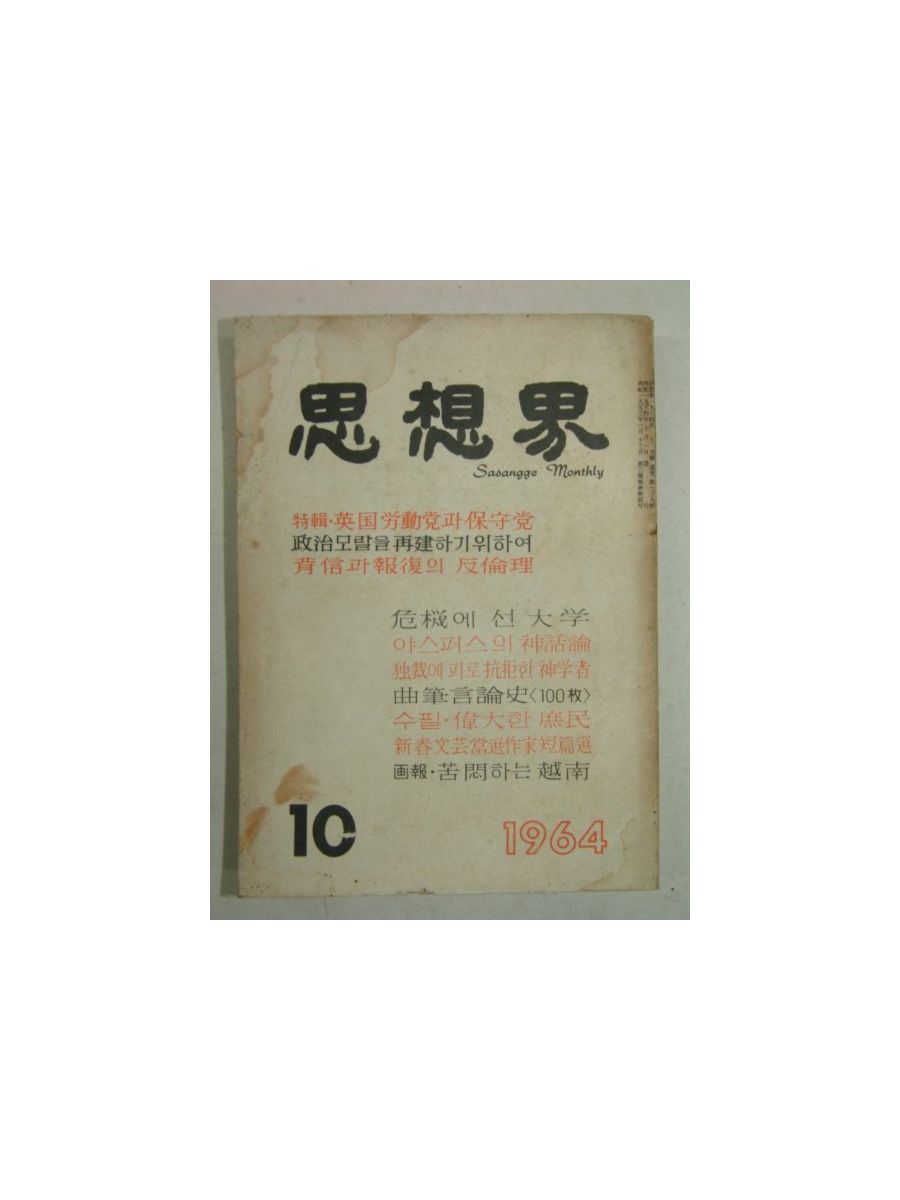 思想界
Sasangge Monthly
特輯·英国労動党과保守党
政治모랄을再建하기위하여
背信과報復의 反倫理
危機에 선 大学
야스퍼스의 神話論
独裁에 피로 抗拒한 神学者
曲筆言論史〈100枚〉
수필·偉大한 庶民
新春文芸當選作家短篇選
画報·苦悶하는 越南
10
1964